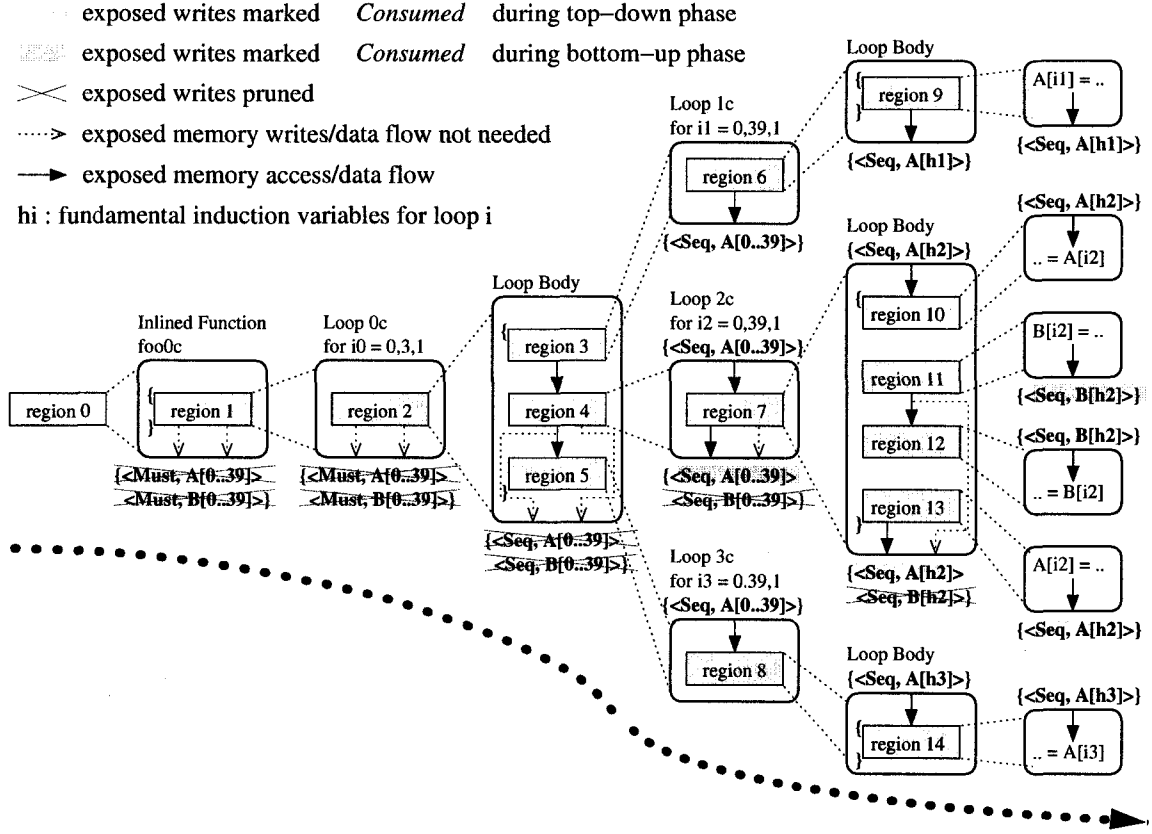 exposed writes marked Consumed during top–down phase
exposed writes marked Consumed during bottom–up phase
exposed writes pruned
exposed memory writes/data flow not needed
exposed memory access/data flow
hi : fundamental induction variables for loop i
region 0
Inlined Function
foo0c
{
region 1
}
{<Must, A[0..39]>
<Must, B[0..39]>}
Loop 0c
for i0 = 0,3,1
region 2
{<Must, A[0..39]>
<Must, B[0..39]>}
Loop Body
{
region 3
region 4
region 5
}
{<Seq, A[0..39]>
<Seq, B[0..39]>}
Loop 1c
for i1 = 0,39,1
region 6
{<Seq, A[0..39]>}
Loop 2c
for i2 = 0,39,1
{<Seq, A[0..39]>}
region 7
{<Seq, A[0..39]>
<Seq, B[0..39]>}
Loop 3c
for i3 = 0.39,1
{<Seq, A[0..39]>}
region 8
Loop Body
{
region 9
}
{<Seq, A[h1]>}
Loop Body
{<Seq, A[h2]>}
{
region 10
region 11
region 12
region 13
}
{<Seq, A[h2]>
<Seq, B[h2]>}
Loop Body
{<Seq, A[h3]>}
{
region 14
}
A[i1] = ..
{<Seq, A[h1]>}
{<Seq, A[h2]>}
.. = A[i2]
B[i2] = ..
{<Seq, B[h2]>}
{<Seq, B[h2]>}
.. = B[i2]
A[i2] = ..
{<Seq, A[h2]>}
{<Seq, A[h3]>}
.. = A[i3]